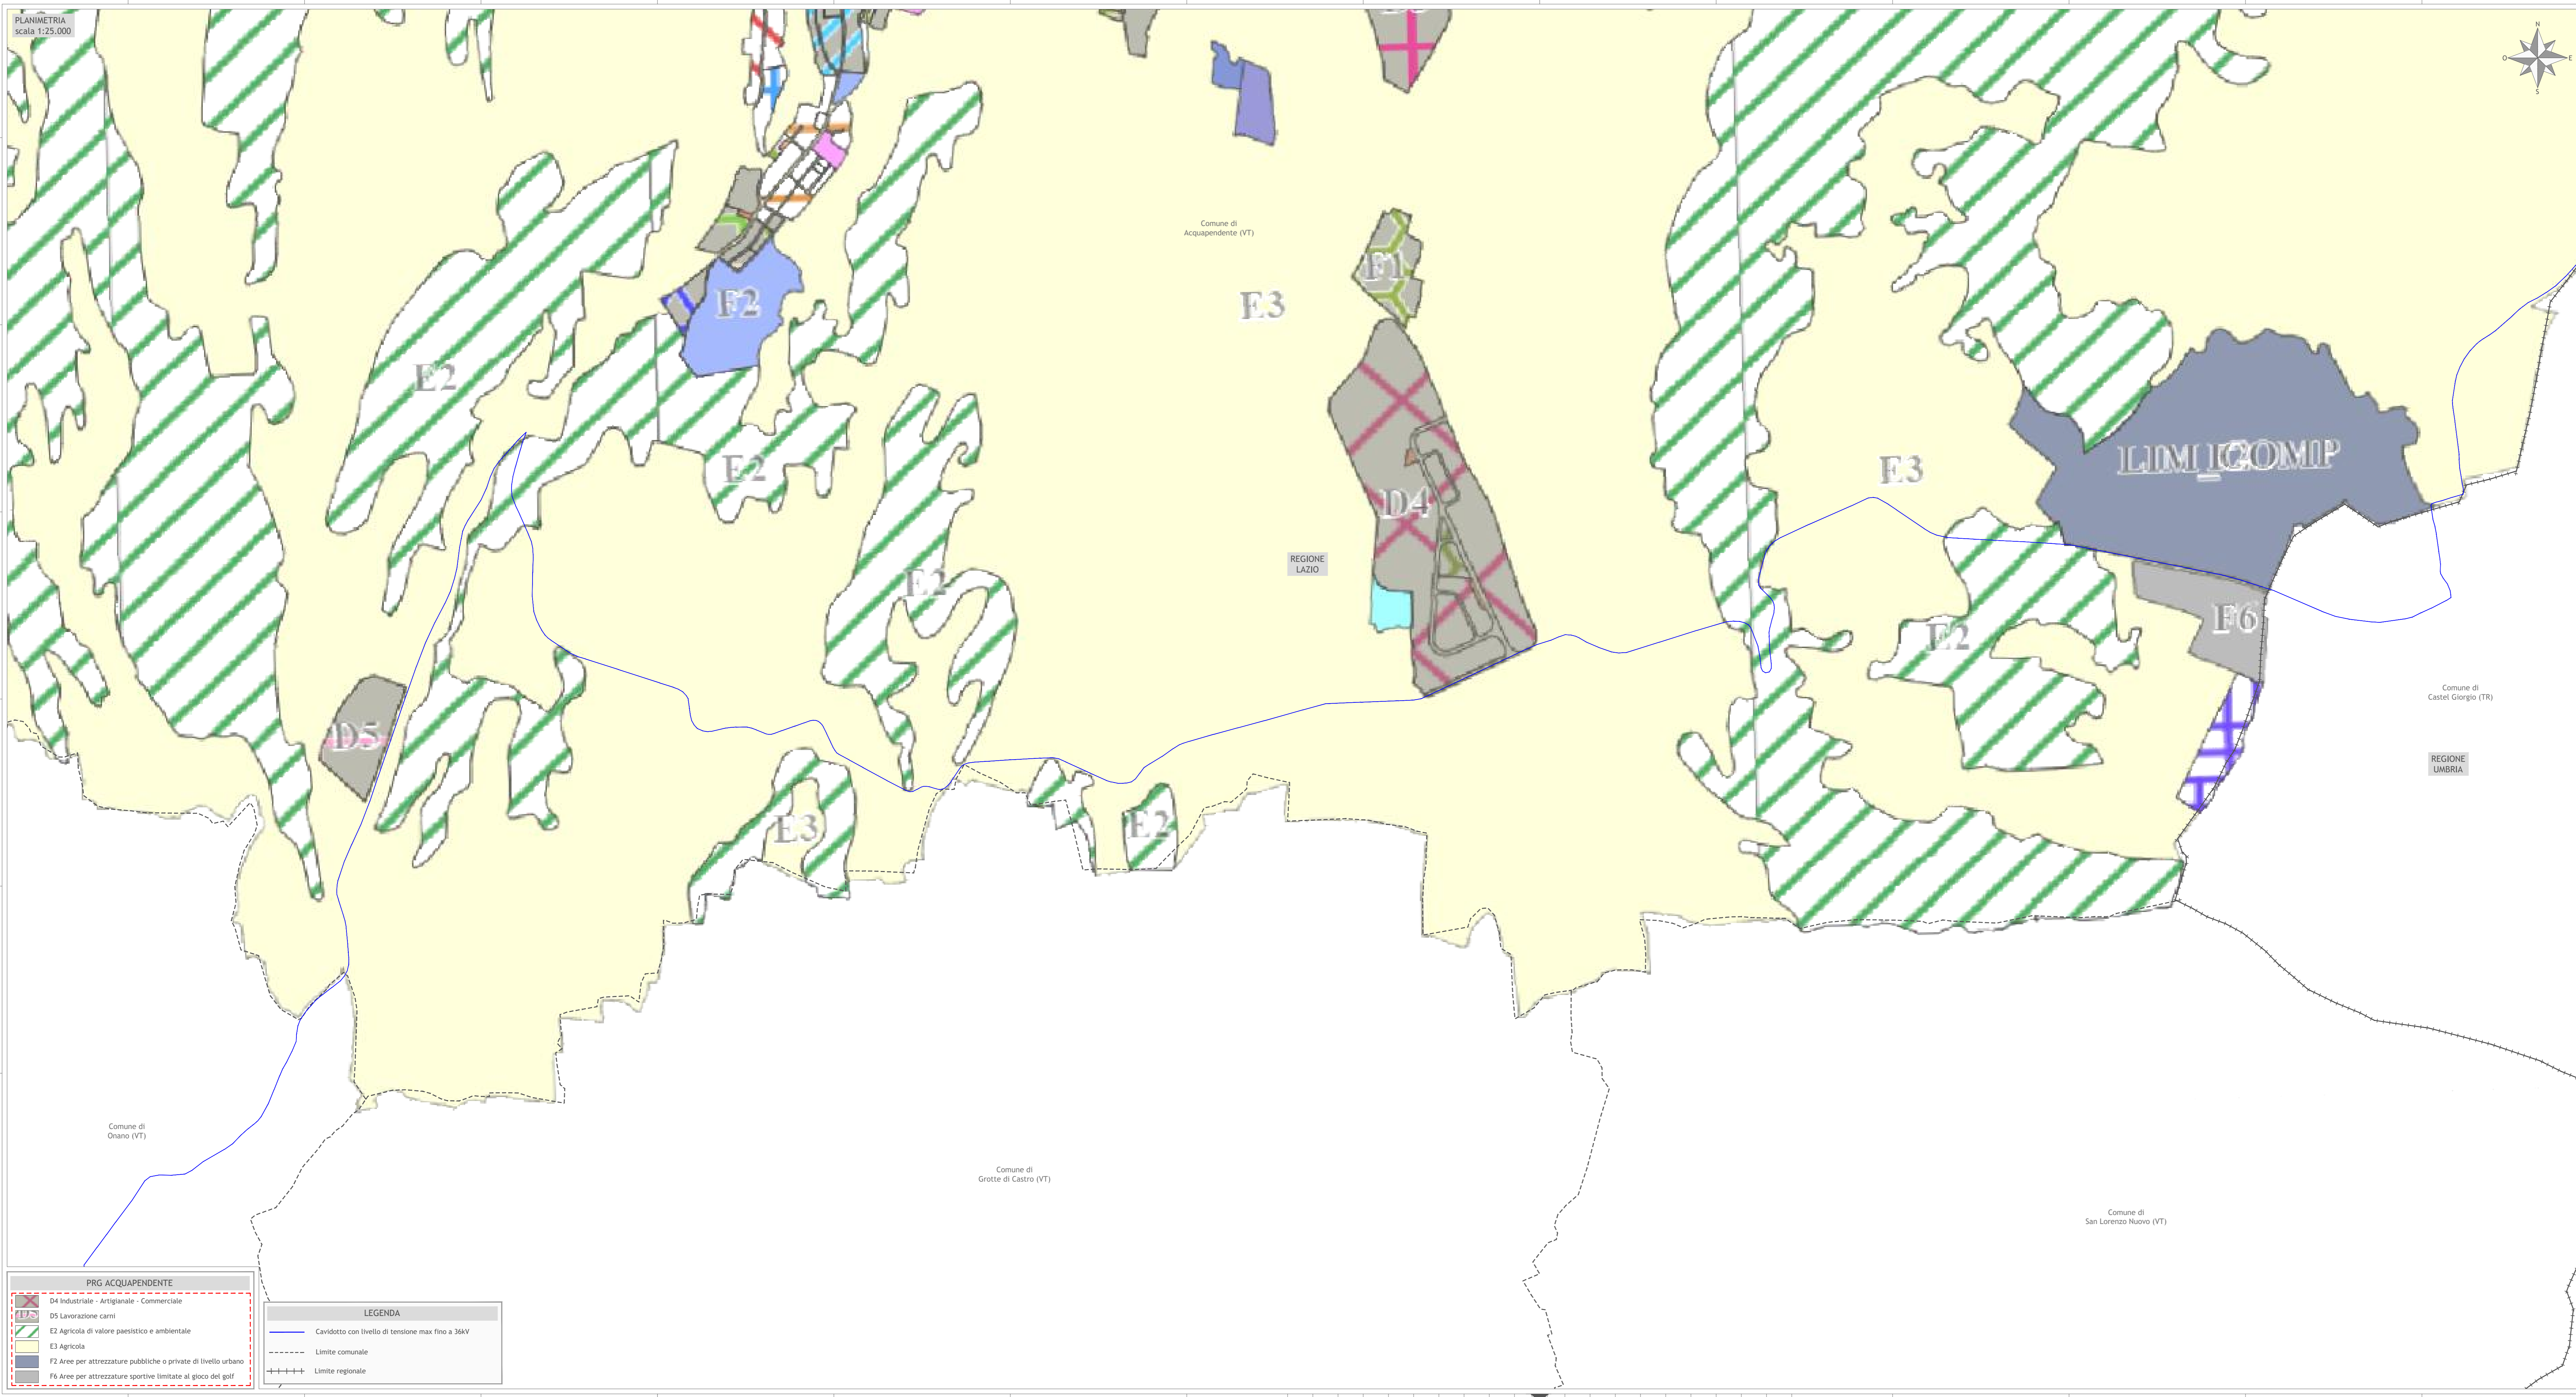 PLANIMETRIA
scala 1:25.000
N
O
E
S
Comune di
Acquapendente (VT)
F1
E3
F2
E2
E2
E3
D4
E2
REGIONE
LAZIO
F6
E2
Comune di
Castel Giorgio (TR)
D5
REGIONE
UMBRIA
E3
E2
Comune di
Onano (VT)
Comune di
Grotte di Castro (VT)
Comune di
San Lorenzo Nuovo (VT)
PRG ACQUAPENDENTE
D4 Industriale - Artigianale - Commerciale
D5 Lavorazione carni
E2 Agricola di valore paesistico e ambientale
E3 Agricola
F2 Aree per attrezzature pubbliche o private di livello urbano
F6 Aree per attrezzature sportive limitate al gioco del golf
LEGENDA
Cavidotto con livello di tensione max fino a 36kV
Limite comunale
Limite regionale